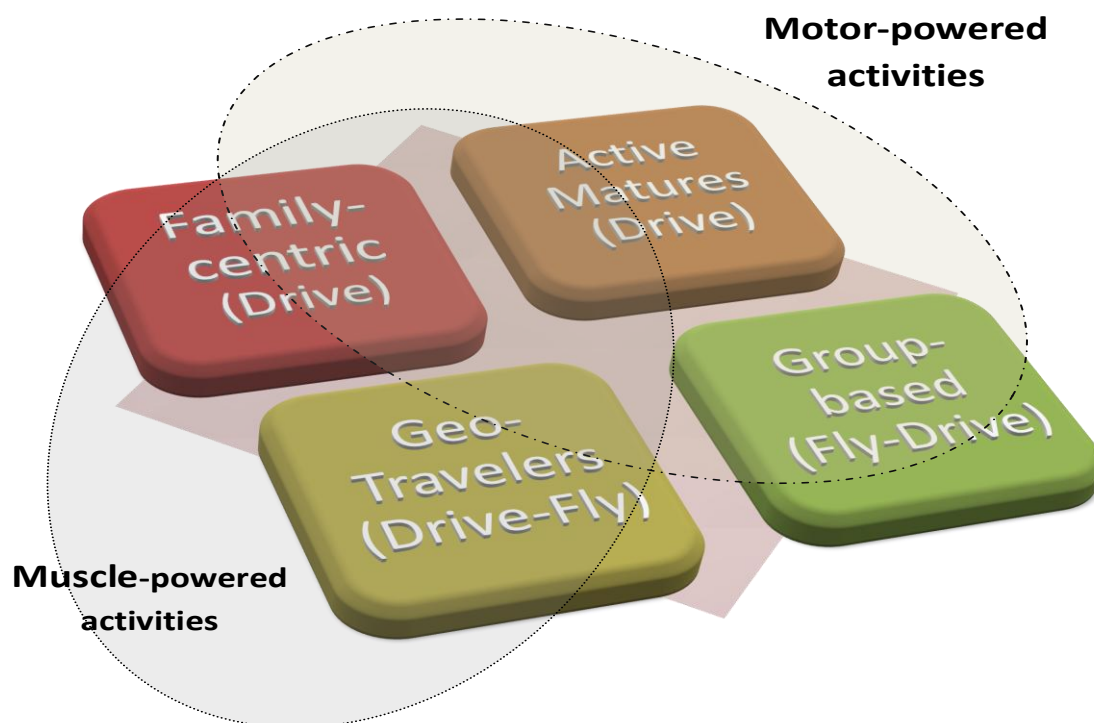 Motor-powered
activities
Family-
centric
(Drive)
Active
Matures
(Drive)
Geo-
Travelers
(Drive-Fly)
Group-
based
(Fly-Drive)
Muscle-powered
activities